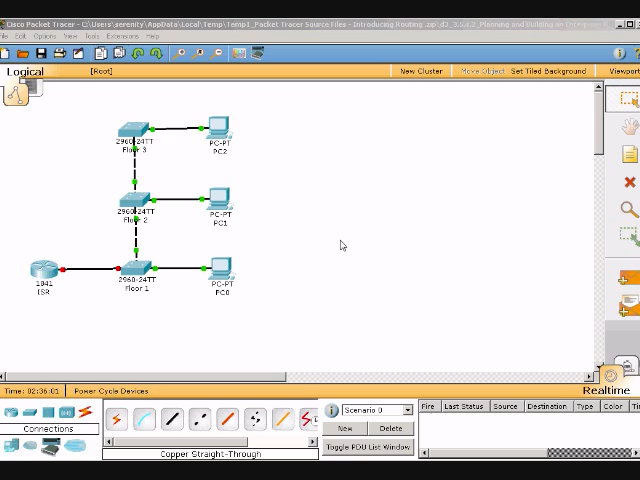 Cisco Packet Tracer - C:\Users\serenity\AppData\Local\Temp\Temp1_Packet Tracer Source Files - Introducing Routing .zip\d3_3.5.4.2_Planning and Building an Enterprise
File Edit Options View Tools Extensions Help
Logical [Root] New Cluster Move Object Set Tiled Background Viewport
2960-24TT
Floor 3
PC-PT
PC2
2960-24TT
Floor 2
PC-PT
PC1
1841
ISR
2960-24TT
Floor 1
PC-PT
PC0
Realtime
Time: 02:36:01 Power Cycle Devices
Scenario 0
Fire Last Status Source Destination Type Color
New Delete
Connections
Toggle PDU List Window
Copper Straight-Through